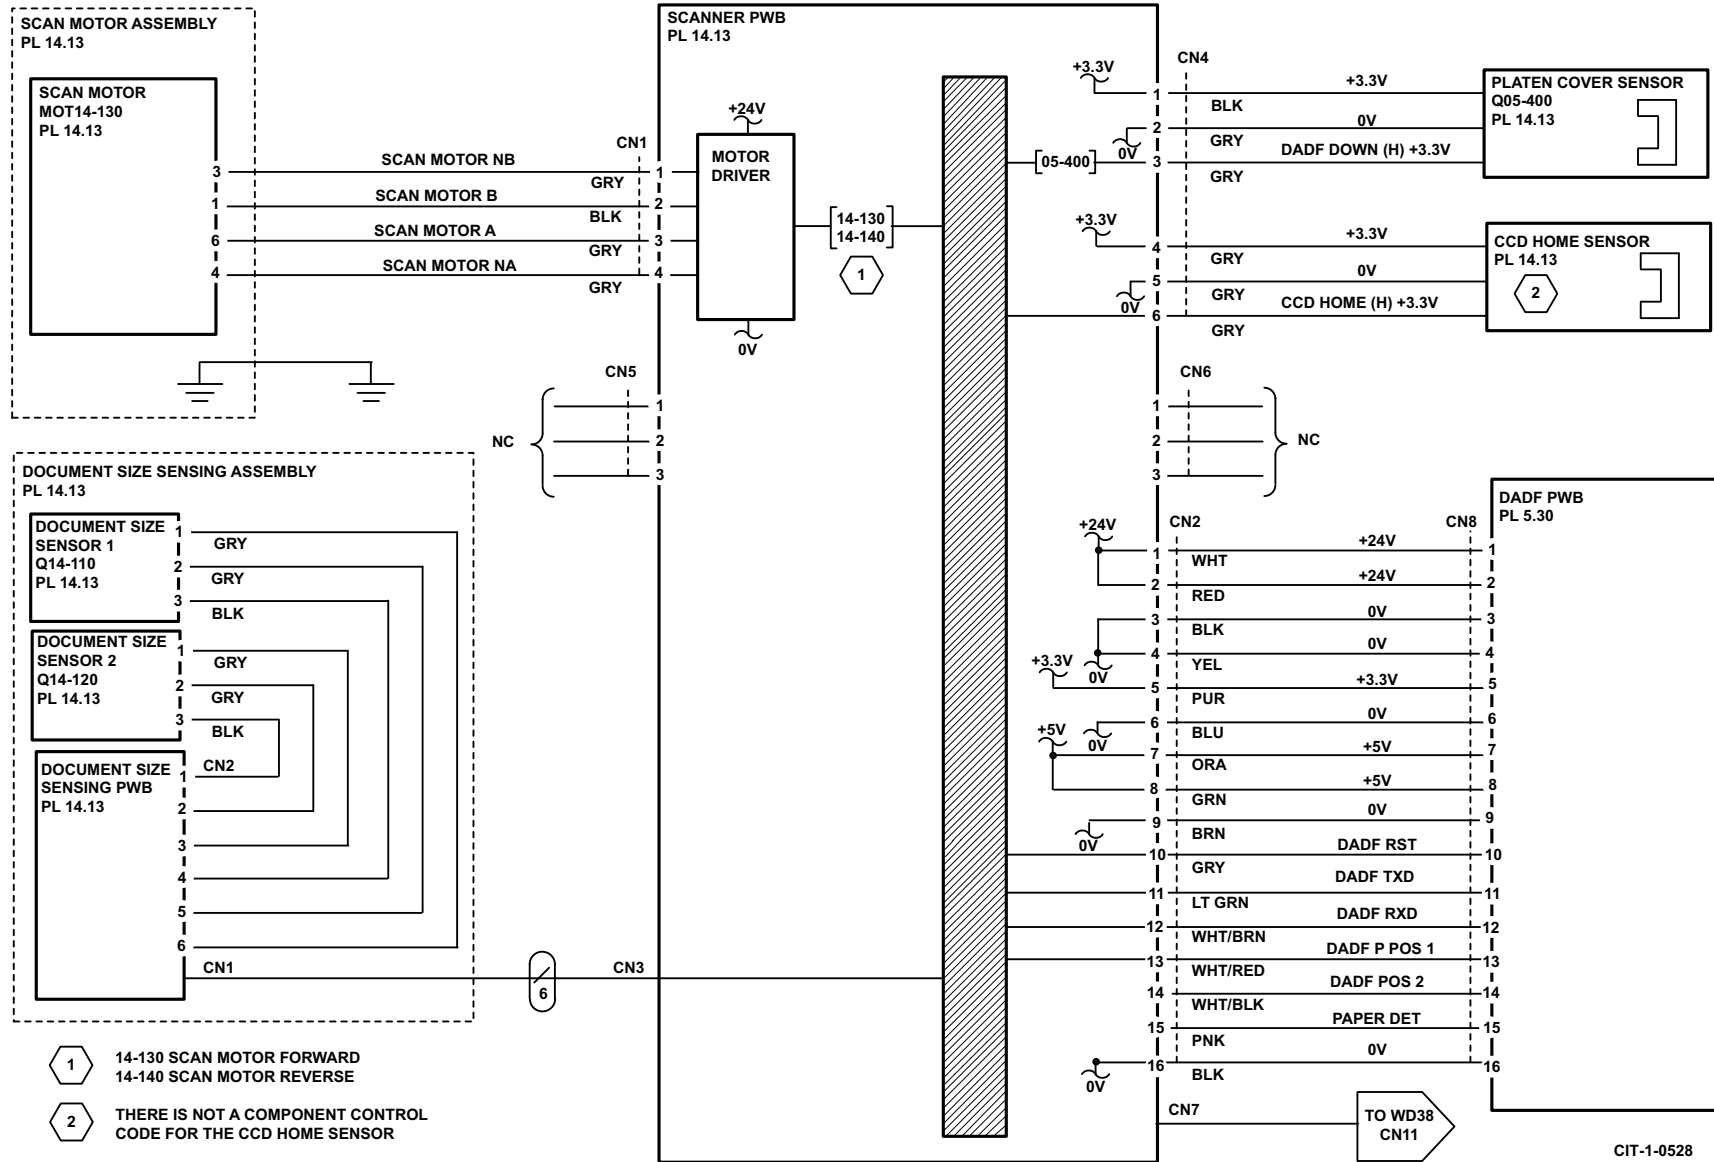 SCAN MOTOR ASSEMBLY
PL 14.13
SCAN MOTOR
MOT14-130
PL 14.13
3
1
6
4
SCAN MOTOR NB
GRY
SCAN MOTOR B
BLK
SCAN MOTOR A
GRY
SCAN MOTOR NA
GRY
CN1
1
2
3
4
SCANNER PWB
PL 14.13
+24V
MOTOR
DRIVER
0V
14-130
14-140
1
CN5
NC
1
2
3
DOCUMENT SIZE SENSING ASSEMBLY
PL 14.13
DOCUMENT SIZE
SENSOR 1
Q14-110
PL 14.13
1
GRY
2
GRY
3
BLK
DOCUMENT SIZE
SENSOR 2
Q14-120
PL 14.13
1
GRY
2
GRY
3
BLK
DOCUMENT SIZE
SENSING PWB
PL 14.13
CN2
1
2
3
4
5
6
CN1
6
CN3
1
14-130 SCAN MOTOR FORWARD
14-140 SCAN MOTOR REVERSE
2
THERE IS NOT A COMPONENT CONTROL
CODE FOR THE CCD HOME SENSOR
CN4
+3.3V
1
BLK
+3.3V
0V
2
GRY
0V
05-400
3
GRY
DADF DOWN (H) +3.3V
PLATEN COVER SENSOR
Q05-400
PL 14.13
+3.3V
4
GRY
+3.3V
0V
5
GRY
0V
6
GRY
CCD HOME (H) +3.3V
CCD HOME SENSOR
PL 14.13
2
CN6
1
2
3
NC
DADF PWB
PL 5.30
CN2
CN8
+24V
1
WHT
+24V
1
2
RED
+24V
2
3
BLK
0V
3
0V
4
YEL
0V
4
+3.3V
5
PUR
+3.3V
5
0V
6
BLU
0V
6
+5V
7
ORA
+5V
7
8
GRN
+5V
8
0V
9
BRN
0V
9
10
GRY
DADF RST
10
11
LT GRN
DADF TXD
11
12
WHT/BRN
DADF RXD
12
13
WHT/RED
DADF P POS 1
13
14
WHT/BLK
DADF POS 2
14
15
PNK
PAPER DET
15
0V
16
BLK
0V
16
CN7
TO WD38
CN11
CIT-1-0528